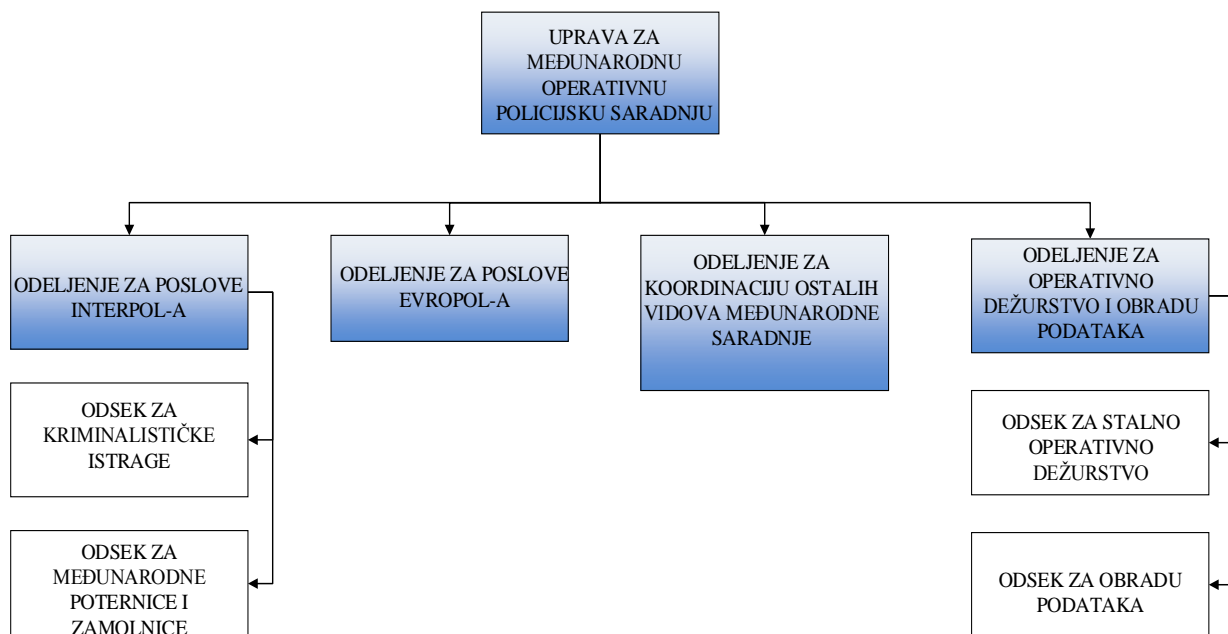 UPRAVA ZA
MEĐUNARODNU
OPERATIVNU
POLICIJSKU SARADNJU
ODELJENJE ZA POSLOVE
INTERPOL-A
ODELJENJE ZA POSLOVE
EVROPOL-A
ODELJENJE ZA
KOORDINACIJU OSTALIH
VIDOVA MEĐUNARODNE
SARADNJE
ODELJENJE ZA
OPERATIVNO
DEŽURSTVO I OBRADU
PODATAKA
ODSEK ZA
KRIMINALISTIČKE
ISTRAGE
ODSEK ZA STALNO
OPERATIVNO
DEŽURSTVO
ODSEK ZA
MEĐUNARODNE
POTERNICE I
ZAMOLNICE
ODSEK ZA OBRADU
PODATAKA